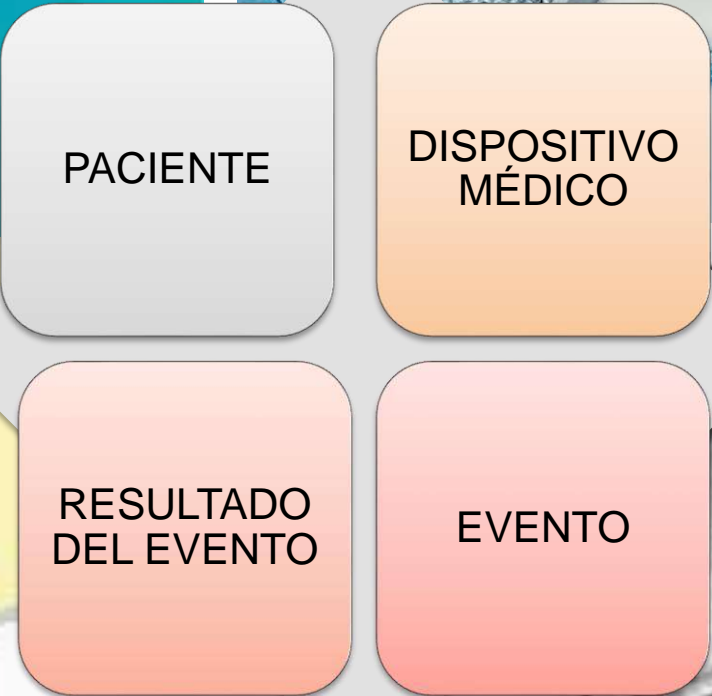 PACIENTE
DISPOSITIVO
MÉDICO
RESULTADO
DEL EVENTO
EVENTO